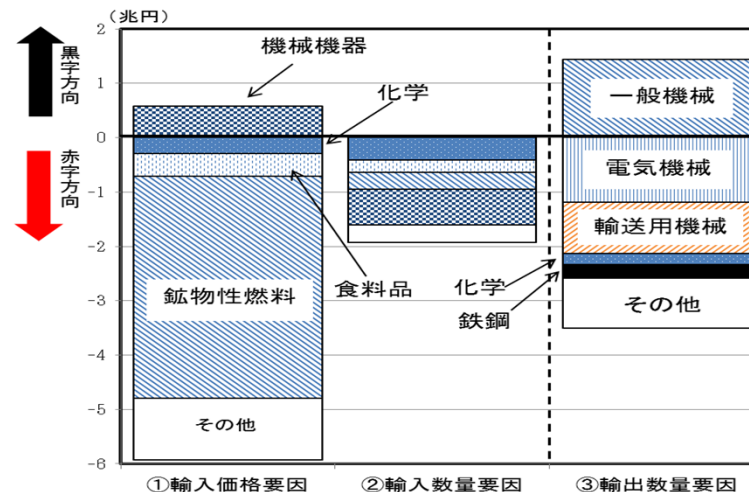 (兆円)
黒字方向
赤字方向
2
1
0
-1
-2
-3
-4
-5
-6
機械機器
化学
食料品
鉱物性燃料
その他
一般機械
電気機械
輸送用機械
化学
鉄鋼
その他
①輸入価格要因
②輸入数量要因
③輸出数量要因